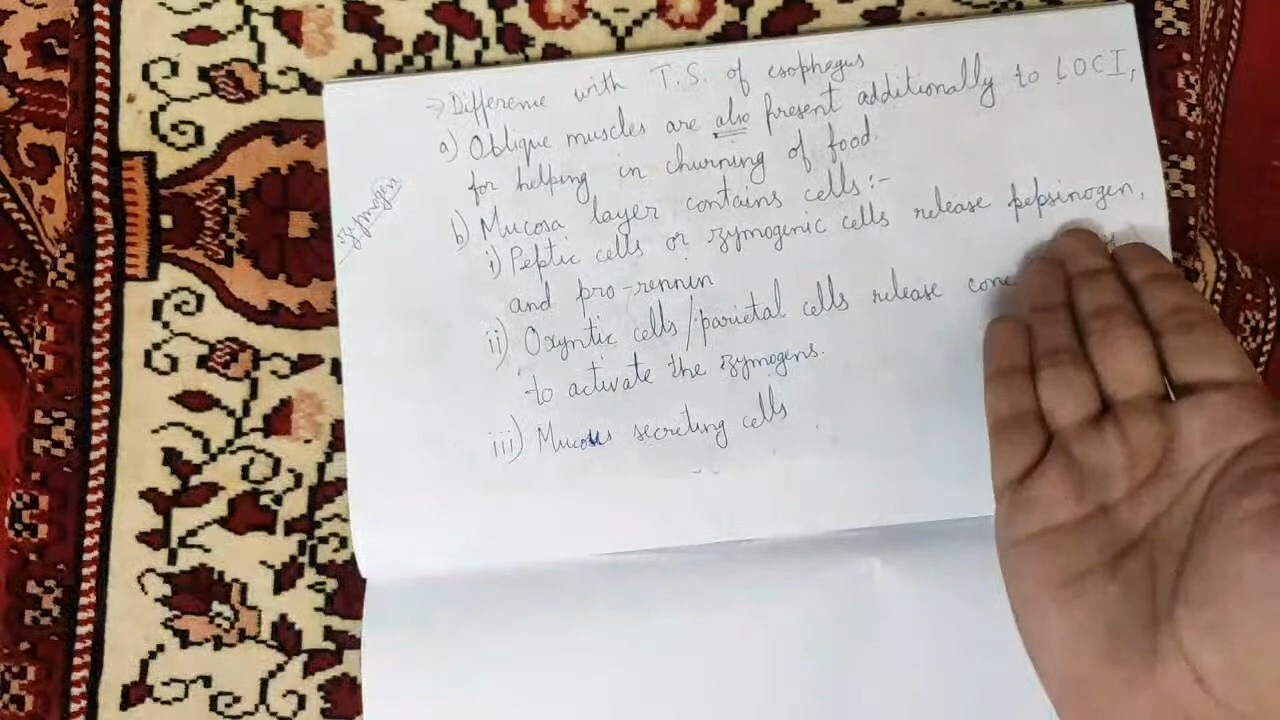 → Difference with T.S. of esophagus
a) Oblique muscles are also present additionally to LOCI,
for helping in churning of food.
b) Mucosa layer contains cells:-
i) Peptic cells or zymogenic cells release pepsinogen,
and pro-rennin
ii) Oxyntic cells/parietal cells release conc
to activate the zymogens.
iii) Mucous secreting cells